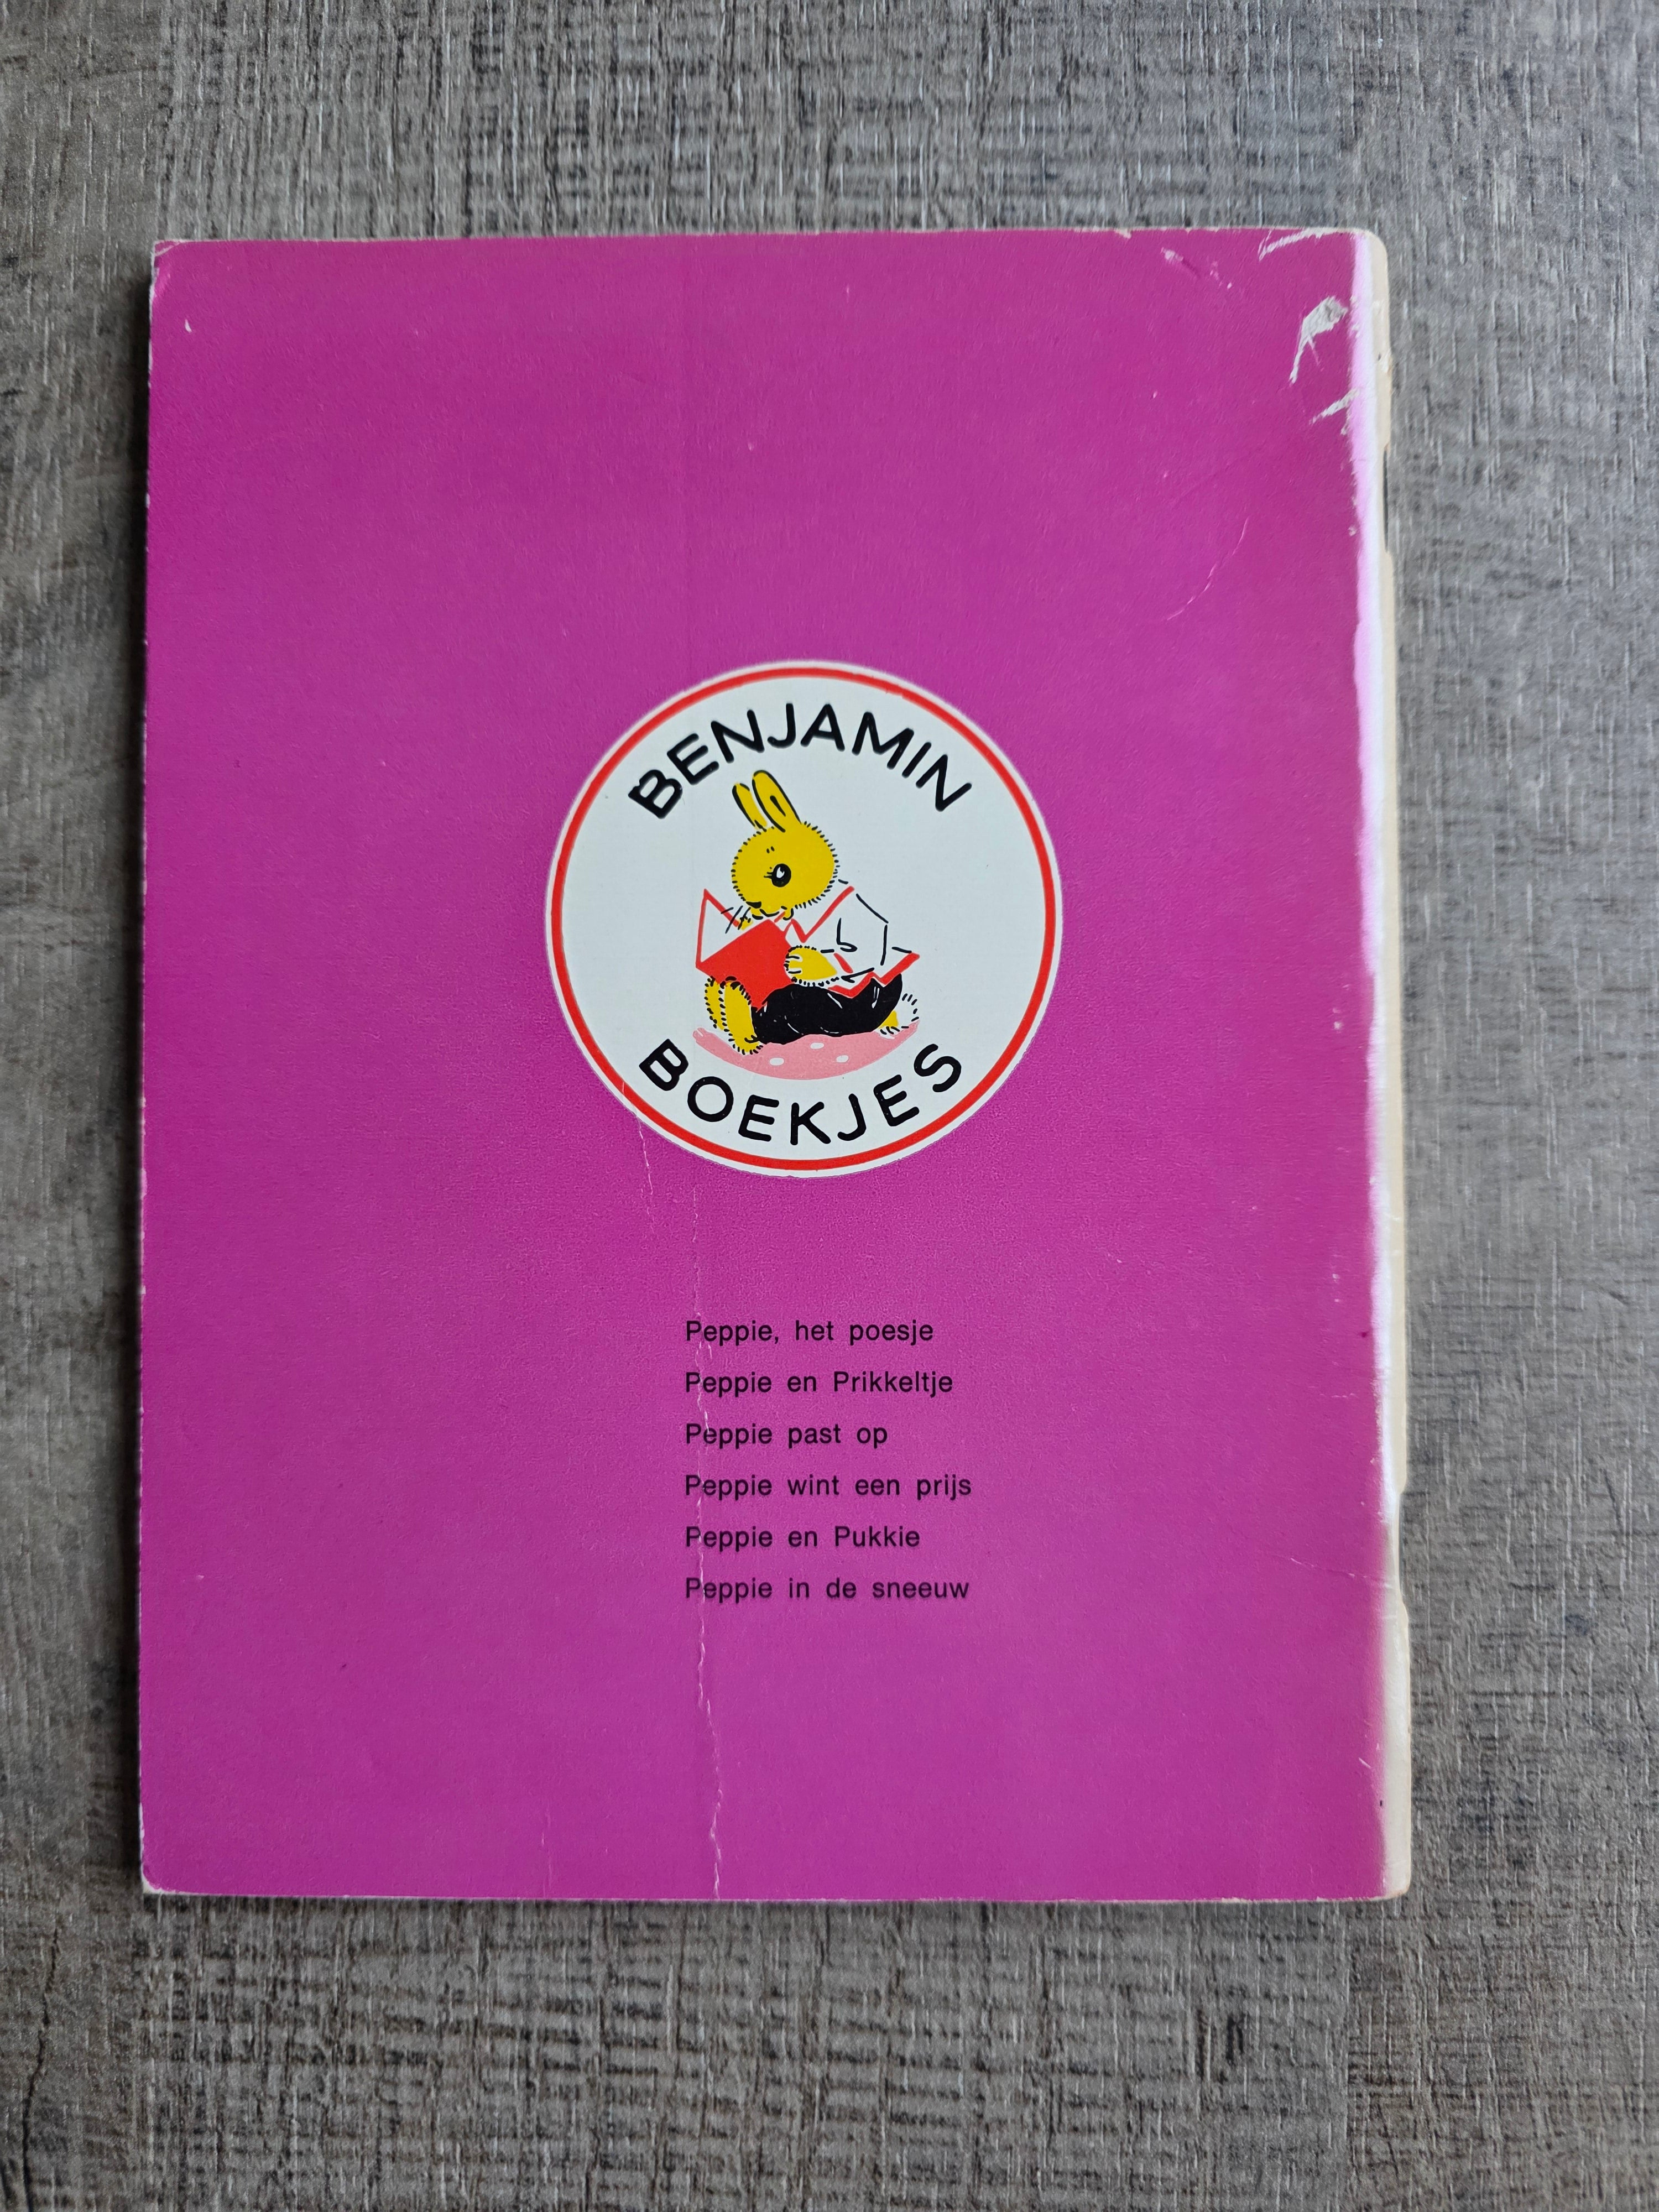 BENJAMIN
BOEKJES
Peppie, het poesje
Peppie en Prikkeltje
Peppie past op
Peppie wint een prijs
Peppie en Pukkie
Peppie in de sneeuw